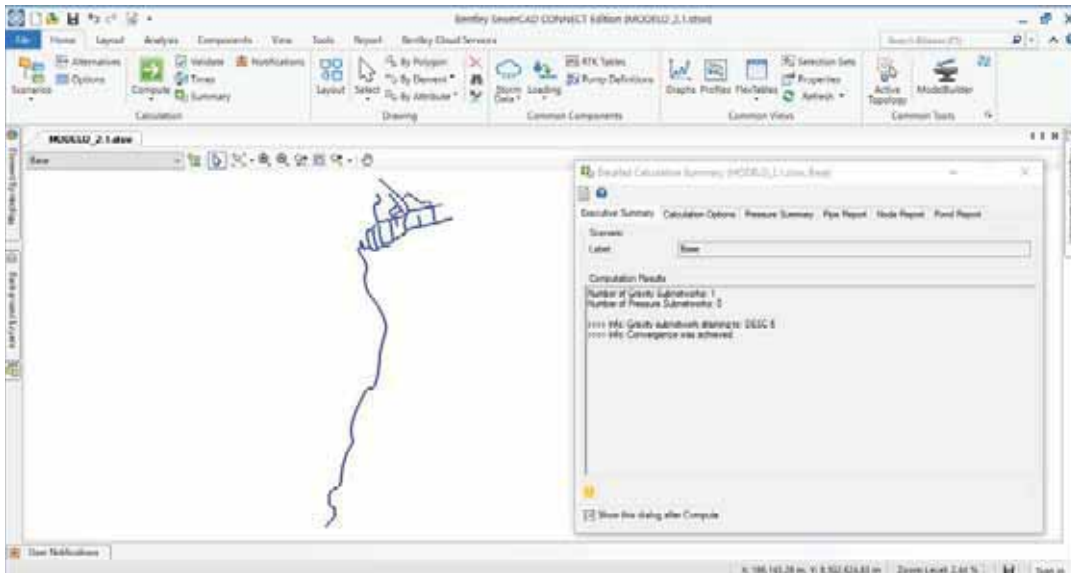 Bentley SewerCAD CONNECT Edition (MODELO_2.1.stsw)
File Home Layout Analysis Components View Tools Report Bentley Cloud Services
Alternatives Validate Notifications By Polygon RTK Tables Selection Sets
Scenarios Options Compute Times Layout Select By Element Pump Definitions Graphs Profiles FlexTables Properties Active Topology ModelBuilder
Summary By Attribute Storm Data Loading Refresh
Calculation Drawing Common Components Common Views Common Tools
MODELO_2.1.stsw
Base
Background Layers
Detailed Calculation Summary (MODELO_2.1.stsw, Base)
Executive Summary Calculation Options Pressure Summary Pipe Report Node Report Pond Report
Scenario
Label: Base
Computation Results
Number of Gravity Subnetworks: 1
Number of Pressure Subnetworks: 0
>>>> Info: Gravity subnetwork draining to: DESC 6
>>>> Info: Convergence was achieved.
Show this dialog after Compute
User Notifications
Sign in